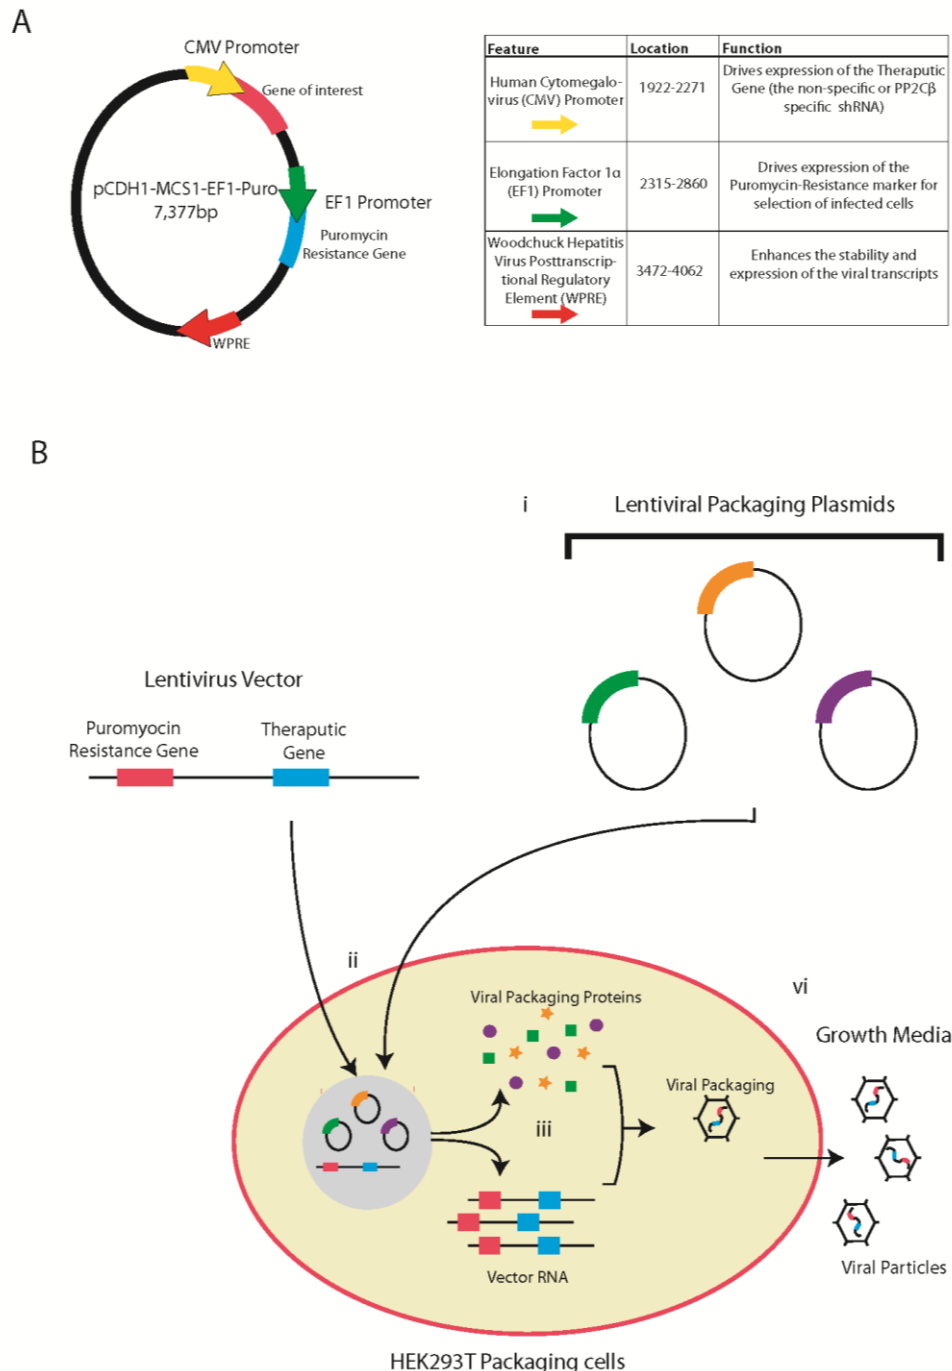 A
CMV Promoter
Gene of interest
pCDH1-MCS1-EF1-Puro
7,377bp
EF1 Promoter
Puromycin
Resistance Gene
WPRE
Feature Location Function
Human Cytomegalo-
virus (CMV) Promoter
1922-2271
Drives expression of the Theraputic
Gene (the non-specific or PP2Cβ
specific shRNA)
Elongation Factor 1α
(EF1) Promoter
2315-2860
Drives expression of the
Puromycin-Resistance marker for
selection of infected cells
Woodchuck Hepatitis
Virus Posttranscrip-
tional Regulatory
Element (WPRE)
3472-4062
Enhances the stability and
expression of the viral transcripts
B
i
Lentiviral Packaging Plasmids
Lentivirus Vector
Puromyocin
Resistance Gene
Theraputic
Gene
ii
Viral Packaging Proteins
vi
Growth Media
Viral Packaging
iii
Vector RNA
Viral Particles
HEK293T Packaging cells